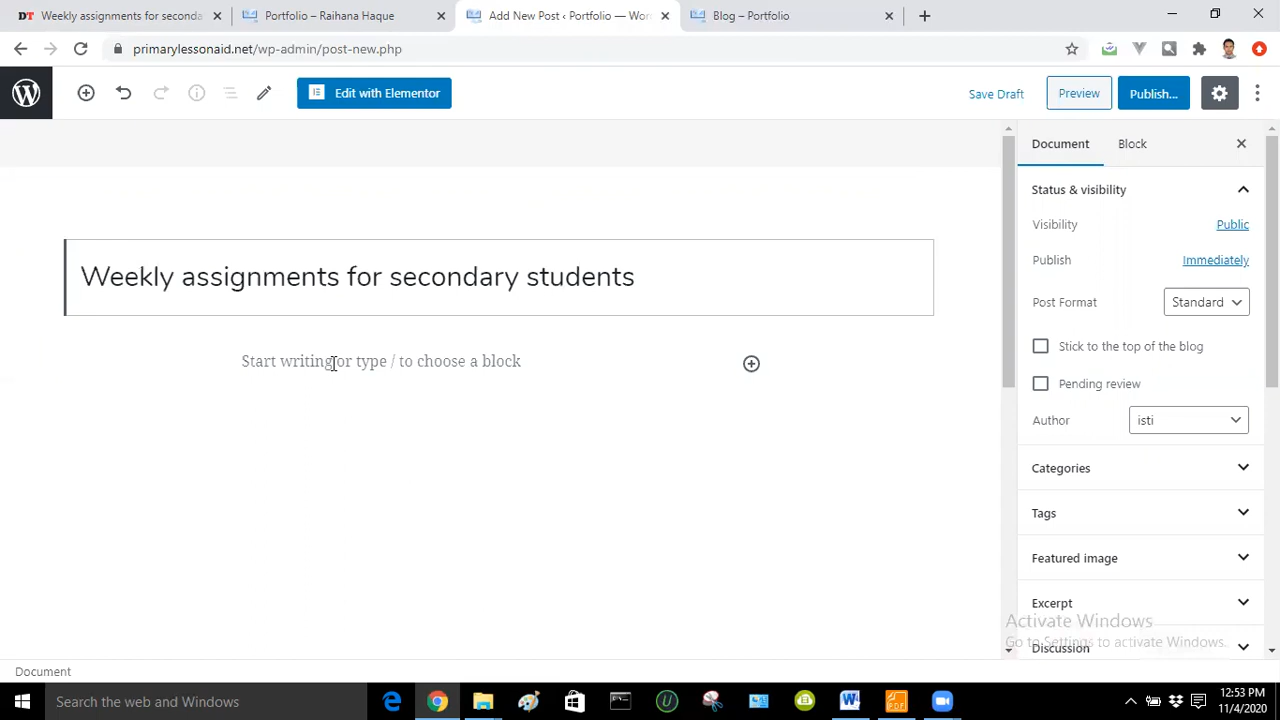 DT Weekly assignments for seconda
Portfolio – Raihana Haque
Add New Post ‹ Portfolio — Wor
Blog – Portfolio
primarylessonaid.net/wp-admin/post-new.php
Edit with Elementor
Save Draft
Preview
Publish...
Document
Block
Status & visibility
Visibility
Public
Publish
Immediately
Post Format
Standard
Stick to the top of the blog
Pending review
Author
isti
Categories
Tags
Featured image
Excerpt
Discussion
Weekly assignments for secondary students
Start writing or type / to choose a block
Activate Windows
Go to Settings to activate Windows.
Document
Search the web and Windows
12:53 PM
11/4/2020